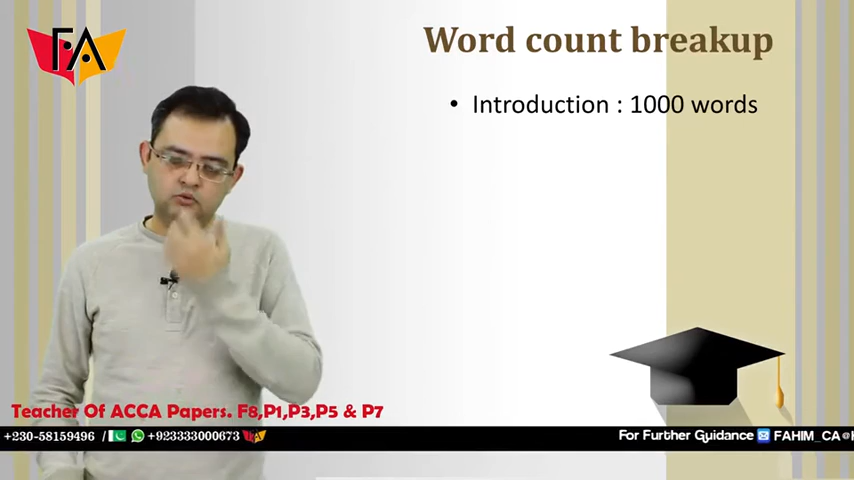 FA
Word count breakup
• Introduction : 1000 words
Teacher Of ACCA Papers. F8,P1,P3,P5 & P7
+230-58159496 / +923333000673 For Further Guidance FAHIM_CA@